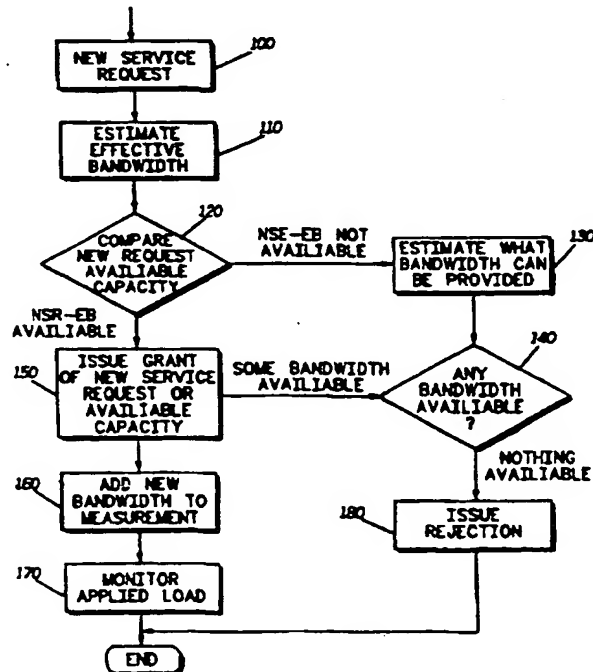 100
NEW SERVICE
REQUEST
110
ESTIMATE
EFFECTIVE
BANDWIDTH
120
COMPARE
NEW REQUEST
AVAILIABLE
CAPACITY
NSE-EB NOT
AVAILIABLE
130
ESTIMATE WHAT
BANDWIDTH CAN
BE PROVIDED
NSR-EB
AVAILIABLE
140
ANY
BANDWIDTH
AVAILIABLE
?
150
ISSUE GRANT
OF NEW SERVICE
REQUEST OR
AVAILIABLE
CAPACITY
SOME BANDWIDTH
AVAILIABLE
NOTHING
AVAILIABLE
160
ADD NEW
BANDWIDTH TO
MEASUREMENT
180
ISSUE
REJECTION
170
MONITOR
APPLIED LOAD
END